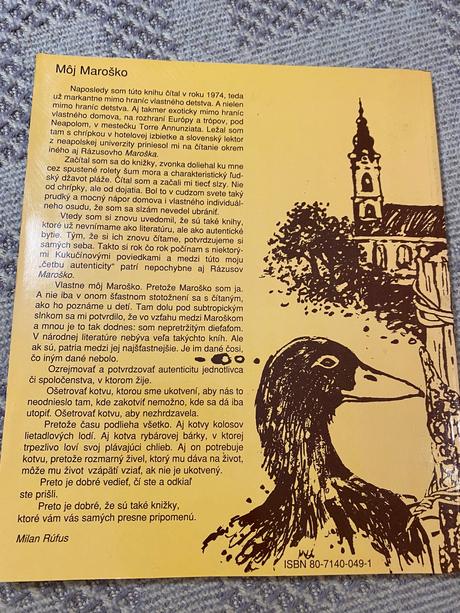 Môj Maroško
Naposledy som túto knihu čítal v roku 1974, teda
už markantne mimo hraníc vlastného detstva. A nielen
mimo hraníc detstva. Aj takmer exoticky mimo hraníc
vlastného domova, na rozhraní Európy a trópov, pod
Neapolom, v mestečku Torre Annunziata. Ležal som
tam s chrípkou v hotelovej izbietke a slovenský lektor
z neapolskej univerzity priniesol mi na čítanie okrem
iného aj Rázusovho Maroška.
Začítal som sa do knižky, zvonka doliehal ku mne
cez spustené rolety šum mora a charakteristický ľud-
ský džavot pláže. Čítal som a začali mi tiecť slzy. Nie
od chrípky, ale od dojatia. Bol to v cudzom svete taký
prudký a mocný nápor domova i vlastného individuál-
neho osudu, že som sa slzám nevedel ubrániť.
Vtedy som si znovu uvedomil, že sú také knihy,
ktoré už nevnímame ako literatúru, ale ako autentické
bytie. Tým, že si ich znovu čítame, potvrdzujeme si
samých seba. Takto si rok čo rok počínam s niektorý-
mi Kukučínovými poviedkami a medzi túto moju
„četbu autenticity" patrí nepochybne aj Rázusov
Maroško.
Vlastne môj Maroško. Pretože Maroško som ja.
A nie iba v onom šťastnom stotožnení sa s čítaným,
ako ho poznáme u detí. Tam dolu pod subtropickým
slnkom sa mi potvrdilo, že vo vzťahu medzi Maroškom
a mnou je to tak dodnes: som nepretržitým dieťaťom.
V národnej literatúre nebýva veľa takýchto kníh. Ale
ak sú, patria medzi jej najšťastnejšie. Je im dané čosi,
čo iným dané nebolo.
Ozrejmovať a potvrdzovať autenticitu jednotlivca
či spoločenstva, v ktorom žije.
Ošetrovať kotvu, ktorou sme ukotvení, aby nás to
neodnieslo tam, kde zakotviť nemožno, kde sa dá iba
utopiť. Ošetrovať kotvu, aby nezhrdzavela.
Pretože času podlieha všetko. Aj kotvy kolosov
lietadlových lodí. Aj kotva rybárovej bárky, v ktorej
trpezlivo loví svoj plávajúci chlieb. Aj on potrebuje
kotvu, pretože rozmarný živel, ktorý mu dáva na život,
môže mu život vzápätí vziať, ak nie je ukotvený.
Preto je dobré vedieť, čí ste a odkiaľ
ste prišli.
Preto je dobré, že sú také knižky,
ktoré vám vás samých presne pripomenú.
Milan Rúfus
ISBN 80-7140-049-1